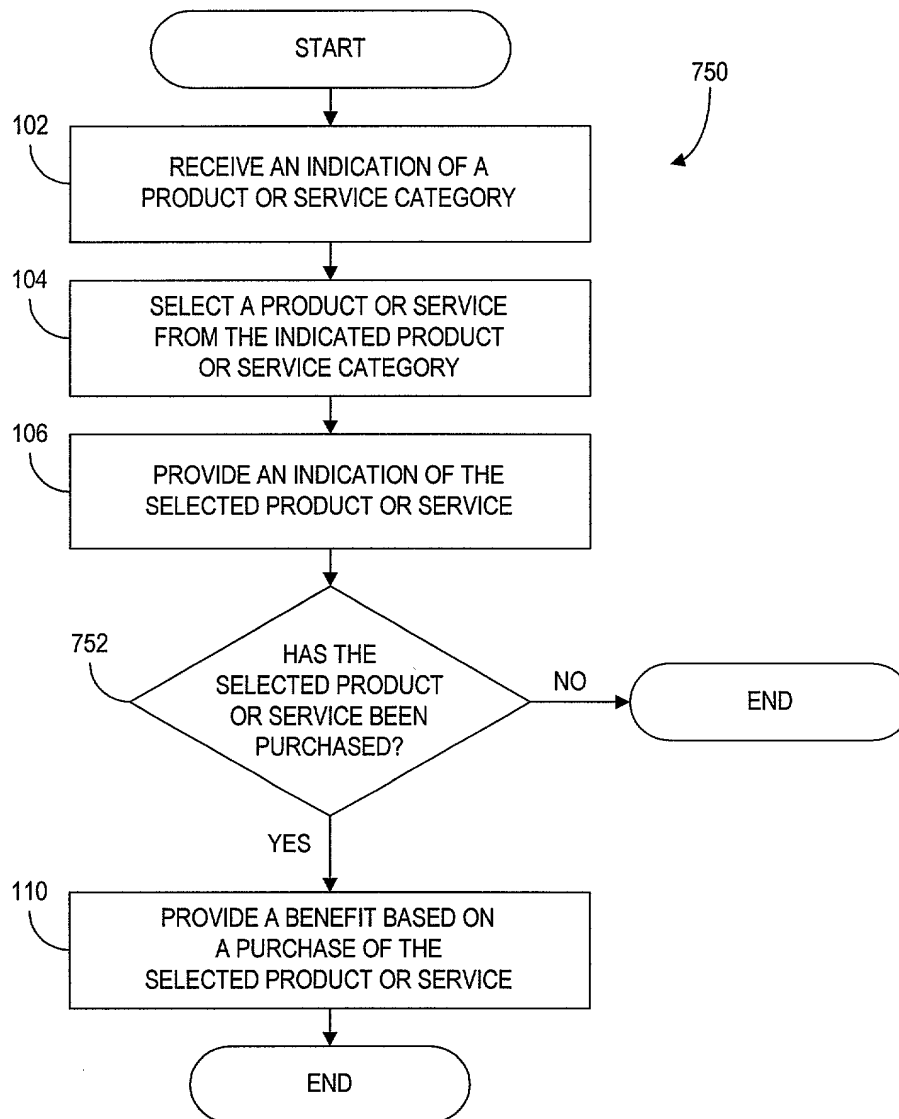 START
750
102
RECEIVE AN INDICATION OF A
PRODUCT OR SERVICE CATEGORY
104
SELECT A PRODUCT OR SERVICE
FROM THE INDICATED PRODUCT
OR SERVICE CATEGORY
106
PROVIDE AN INDICATION OF THE
SELECTED PRODUCT OR SERVICE
752
HAS THE
SELECTED PRODUCT
OR SERVICE BEEN
PURCHASED?
NO
END
YES
110
PROVIDE A BENEFIT BASED ON
A PURCHASE OF THE
SELECTED PRODUCT OR SERVICE
END